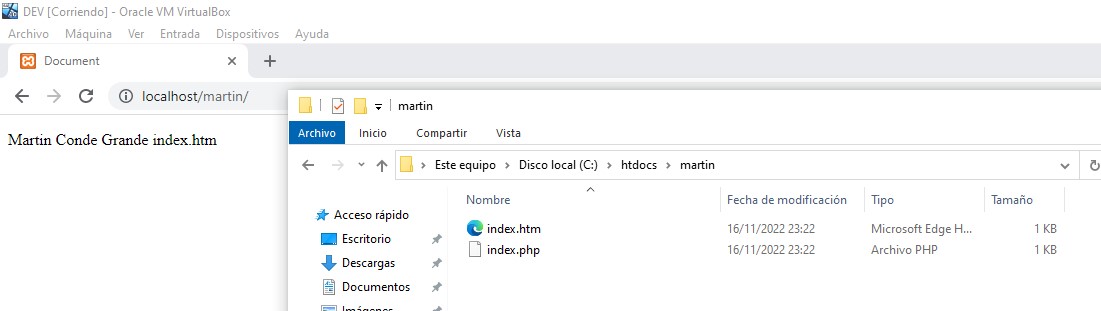 DEV [Corriendo] - Oracle VM VirtualBox
Archivo Máquina Ver Entrada Dispositivos Ayuda
Document
localhost/martin/
Martin Conde Grande index.htm
martin
Archivo Inicio Compartir Vista
Este equipo Disco local (C:) htdocs martin
Nombre Fecha de modificación Tipo Tamaño
Acceso rápido
Escritorio
Descargas
Documentos
Imágenes
index.htm 16/11/2022 23:22 Microsoft Edge H... 1 KB
index.php 16/11/2022 23:22 Archivo PHP 1 KB